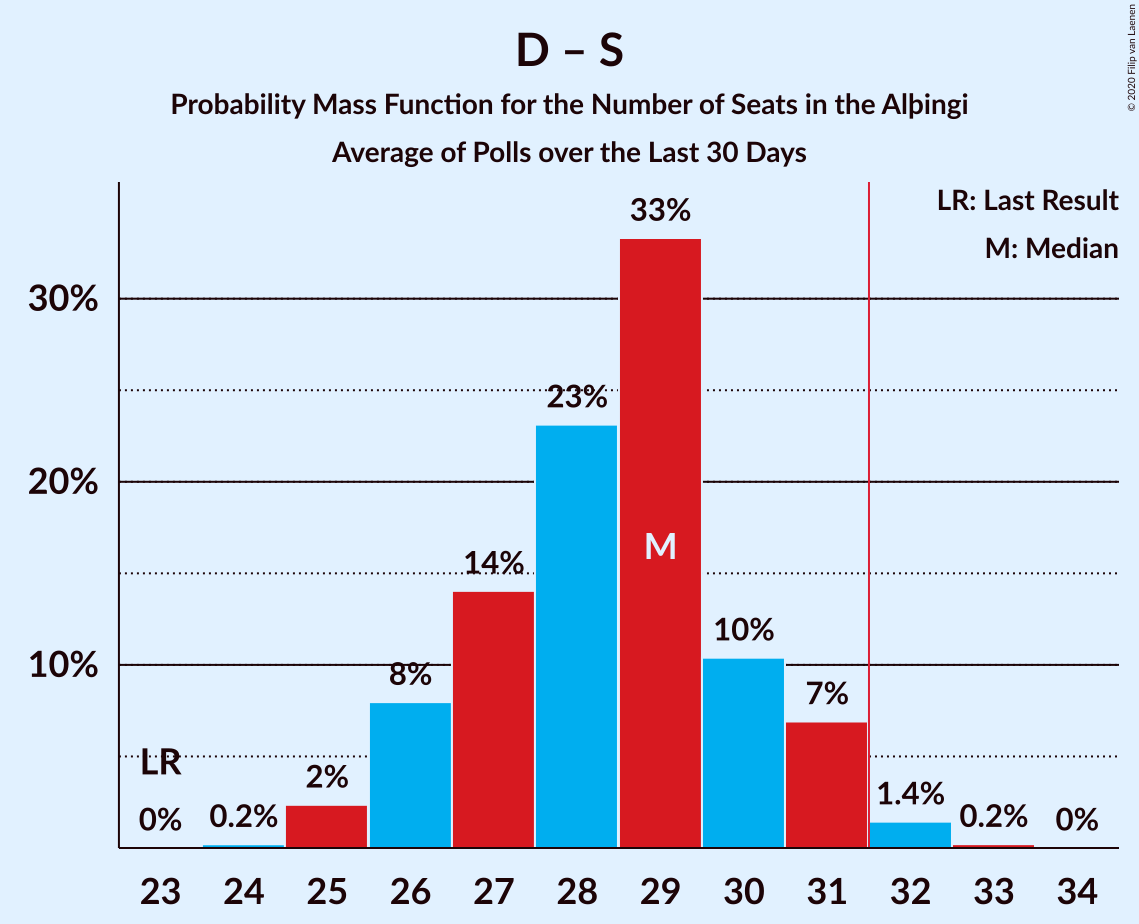 D – S
Probability Mass Function for the Number of Seats in the Alþingi
Average of Polls over the Last 30 Days
© 2020 Filip van Laenen
LR: Last Result
M: Median
30%
20%
10%
LR
0%
0.2%
2%
8%
14%
23%
33%
M
10%
7%
1.4%
0.2%
0%
23 24 25 26 27 28 29 30 31 32 33 34